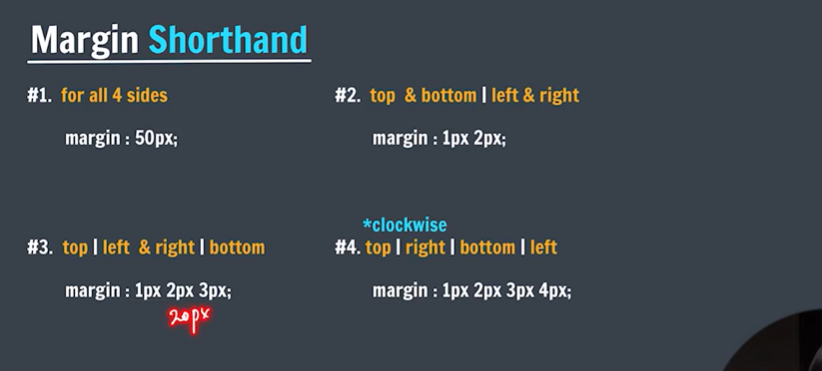 Margin Shorthand
#1. for all 4 sides
margin : 50px;
#2. top & bottom | left & right
margin : 1px 2px;
#3. top | left & right | bottom
margin : 1px 2px 3px;
20px
*clockwise
#4. top | right | bottom | left
margin : 1px 2px 3px 4px;